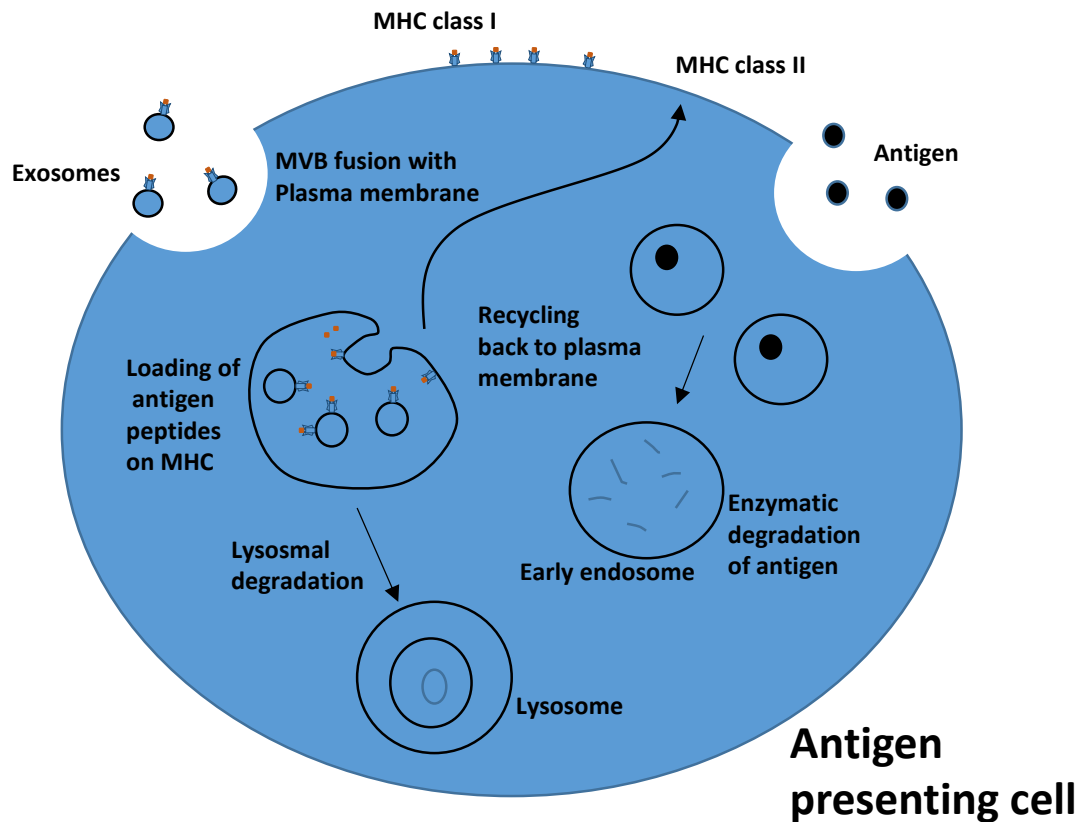 MHC class I
MHC class II
Exosomes
MVB fusion with
Plasma membrane
Antigen
Loading of
antigen
peptides
on MHC
Recycling
back to plasma
membrane
Lysosmal
degradation
Early endosome
Enzymatic
degradation
of antigen
Lysosome
Antigen
presenting cell